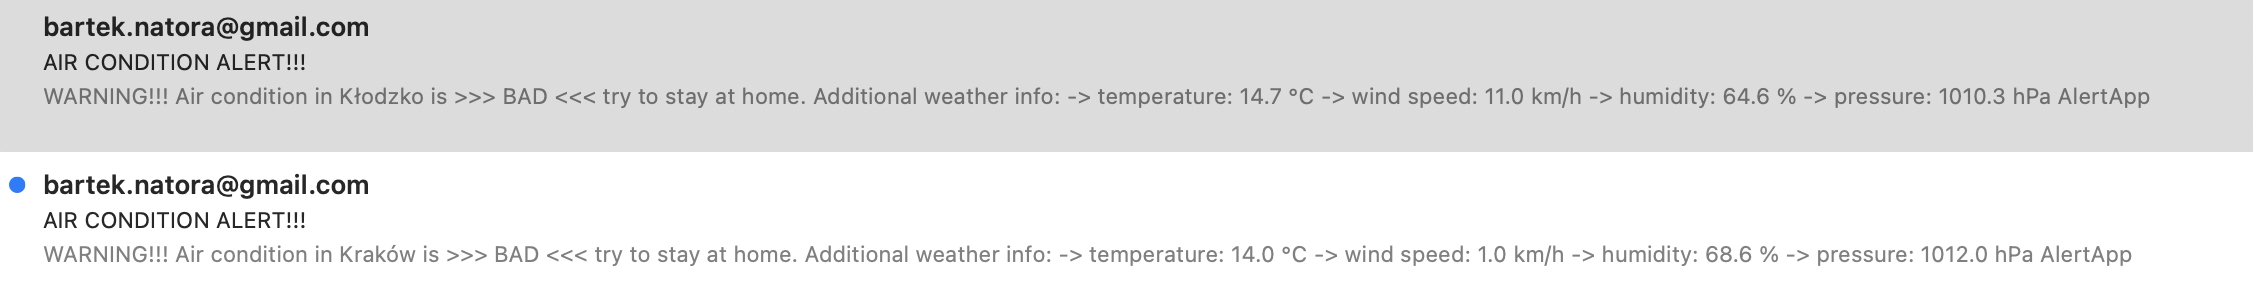 bartek.natora@gmail.com
AIR CONDITION ALERT!!!
WARNING!!! Air condition in Kłodzko is >>> BAD <<< try to stay at home. Additional weather info: -> temperature: 14.7 °C -> wind speed: 11.0 km/h -> humidity: 64.6 % -> pressure: 1010.3 hPa AlertApp
bartek.natora@gmail.com
AIR CONDITION ALERT!!!
WARNING!!! Air condition in Kraków is >>> BAD <<< try to stay at home. Additional weather info: -> temperature: 14.0 °C -> wind speed: 1.0 km/h -> humidity: 68.6 % -> pressure: 1012.0 hPa AlertApp